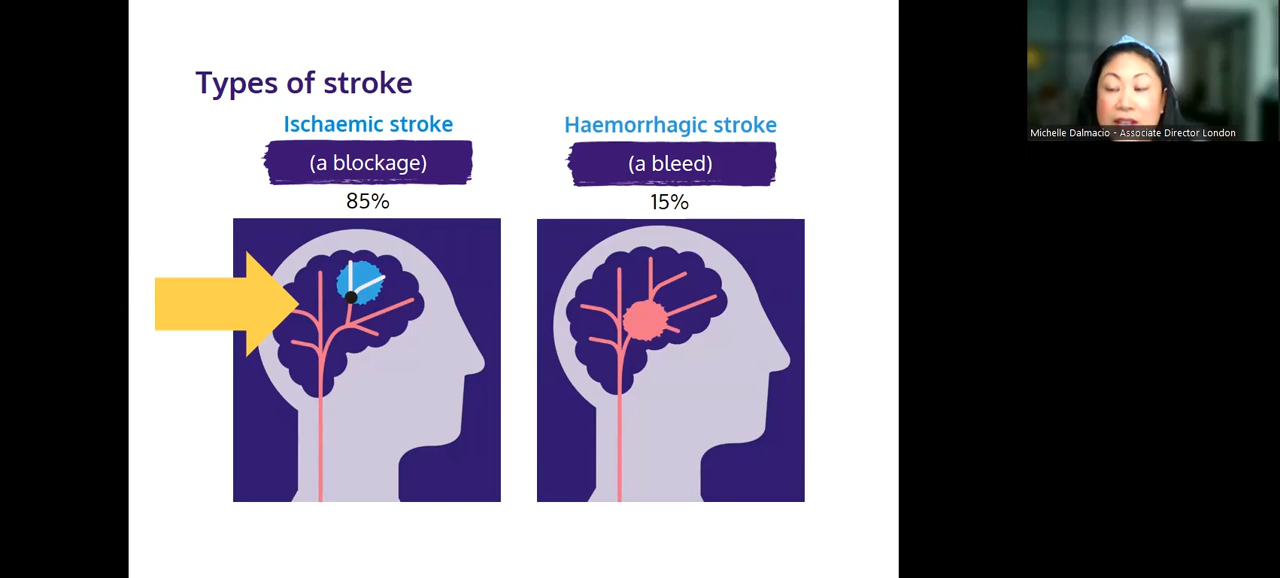 Types of stroke
Ischaemic stroke
(a blockage)
85%
Haemorrhagic stroke
(a bleed)
15%
Michelle Dalmacio - Associate Director London